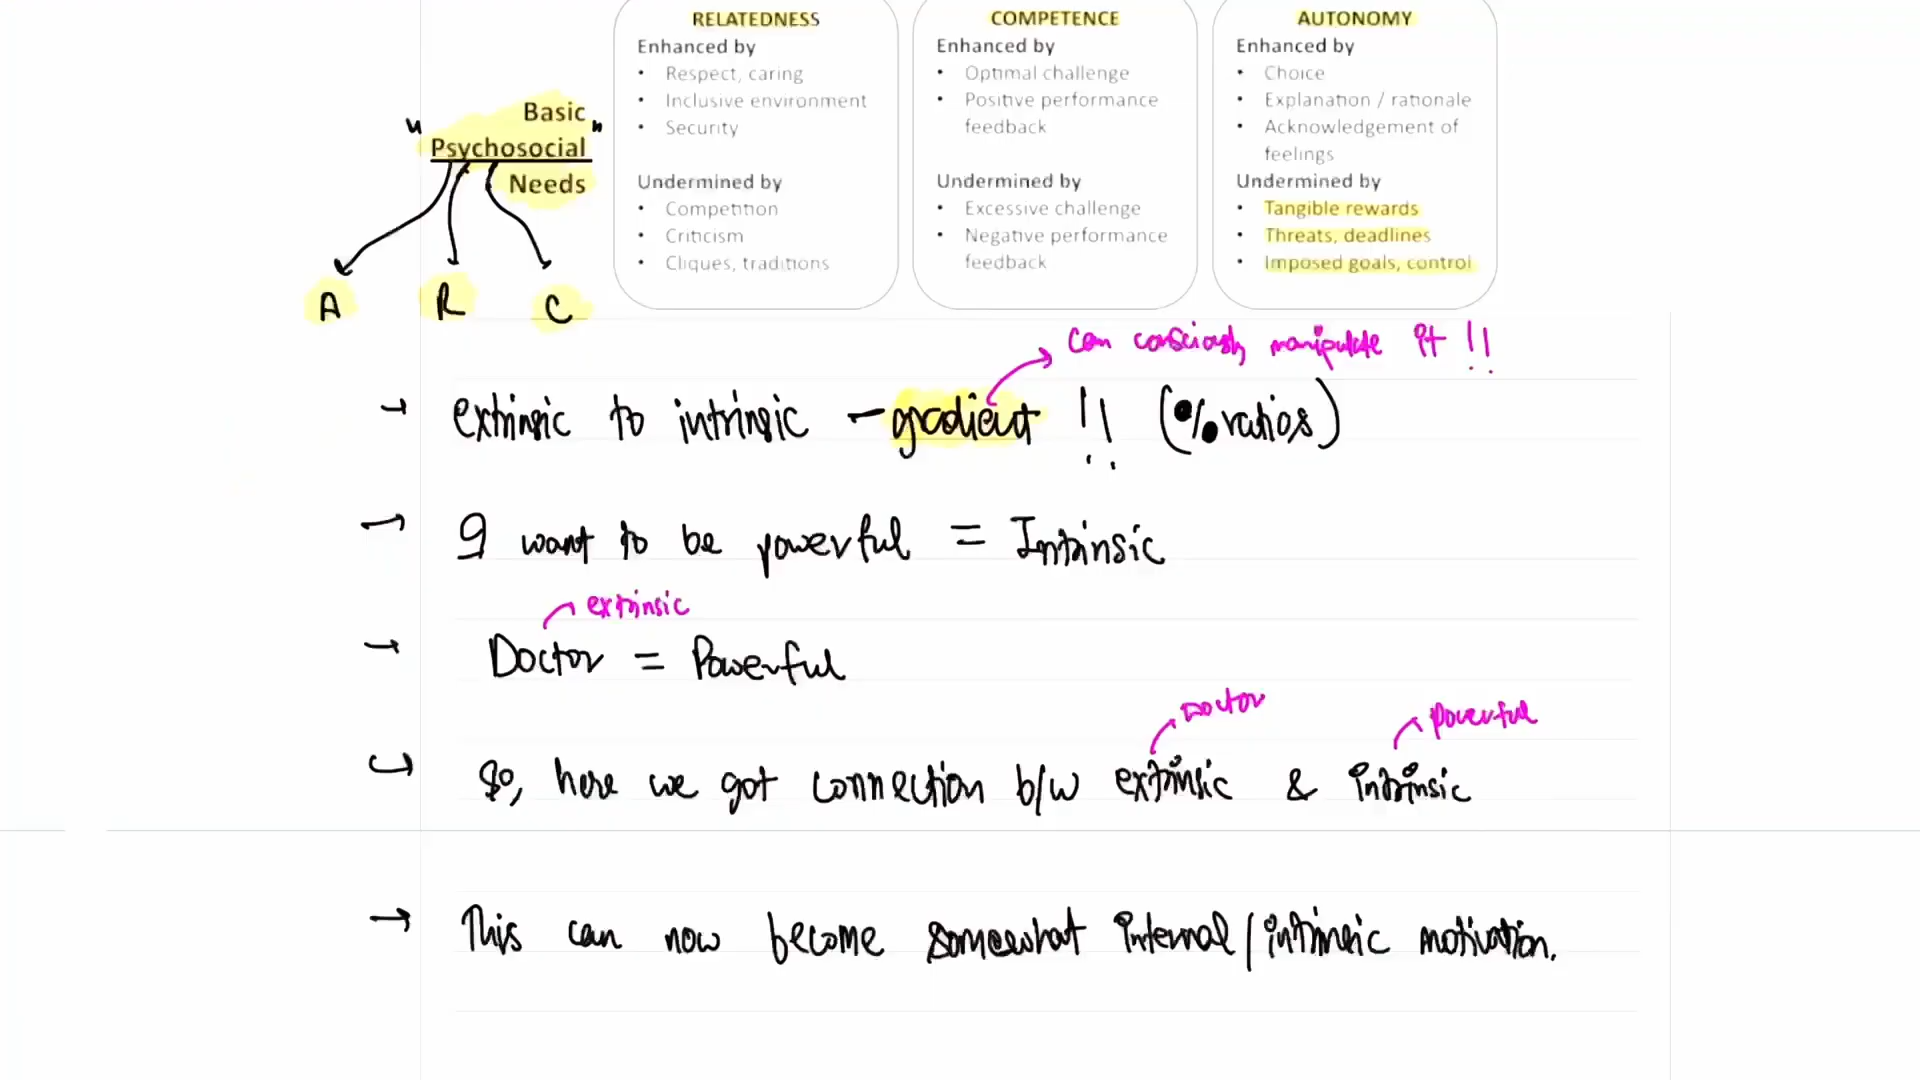 RELATEDNESS
Enhanced by
• Respect, caring
• Inclusive environment
• Security
Undermined by
• Competition
• Criticism
• Cliques, traditions
COMPETENCE
Enhanced by
• Optimal challenge
• Positive performance
feedback
Undermined by
• Excessive challenge
• Negative performance
feedback
AUTONOMY
Enhanced by
• Choice
• Explanation / rationale
• Acknowledgement of
feelings
Undermined by
• Tangible rewards
• Threats, deadlines
• Imposed goals, control
" Basic "
Psychosocial
Needs
A R C
can consciously manipulate it !!
→ extrinsic to intrinsic – gradient !! (% ratios)
→ I want to be powerful = Intrinsic
extrinsic
→ Doctor = Powerful
Doctor powerful
↪ So, here we got connection b/w extrinsic & intrinsic
→ This can now become somewhat internal/intrinsic motivation.